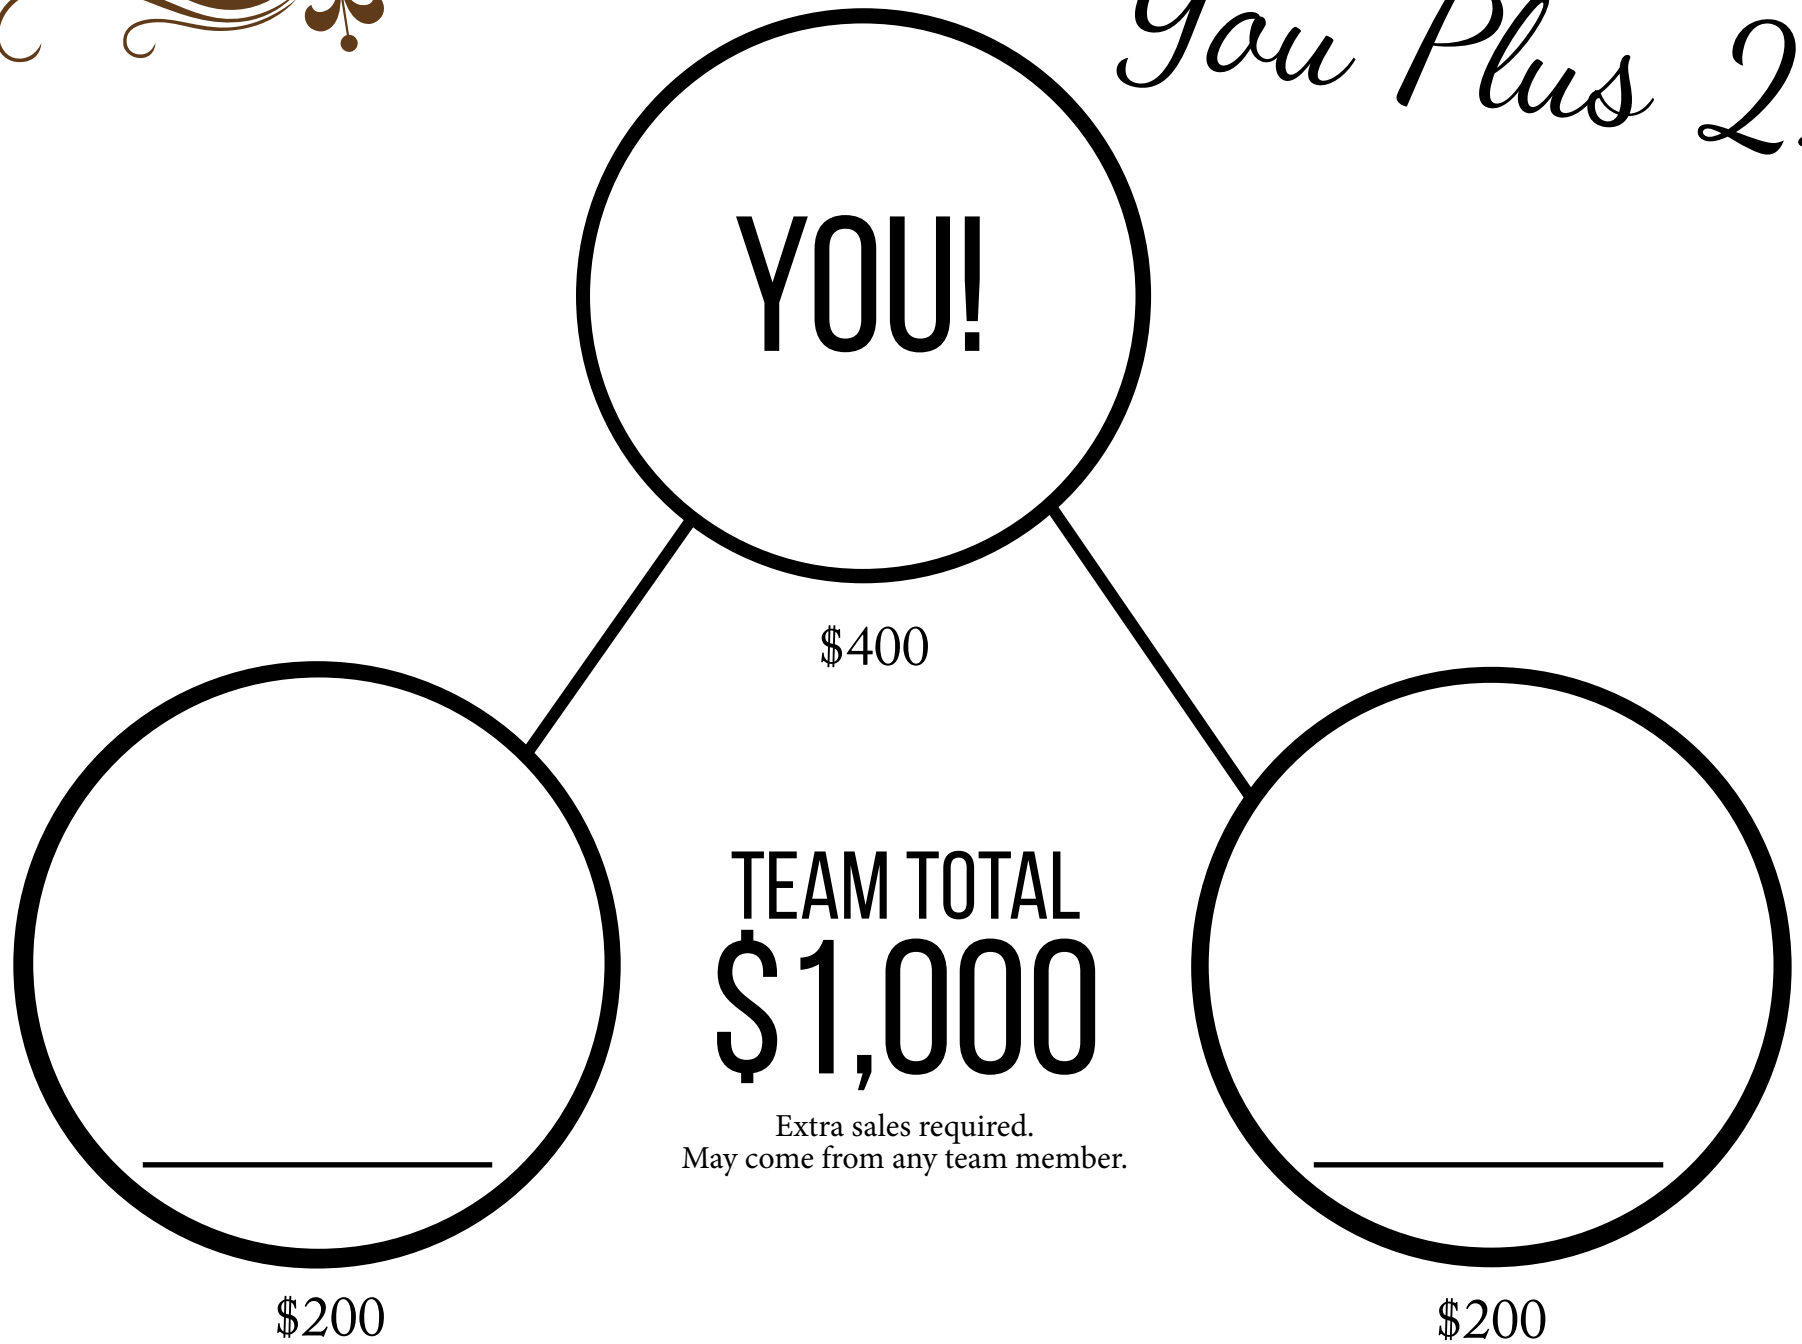 You Plus 2.
YOU!
$400
TEAM TOTAL
$1,000
Extra sales required.
May come from any team member.
$200
$200